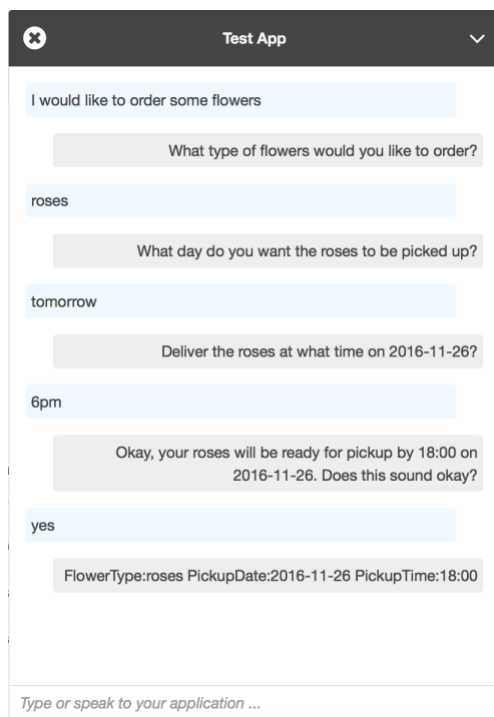 Test App
I would like to order some flowers
What type of flowers would you like to order?
roses
What day do you want the roses to be picked up?
tomorrow
Deliver the roses at what time on 2016-11-26?
6pm
Okay, your roses will be ready for pickup by 18:00 on
2016-11-26. Does this sound okay?
yes
FlowerType:roses PickupDate:2016-11-26 PickupTime:18:00
Type or speak to your application ...